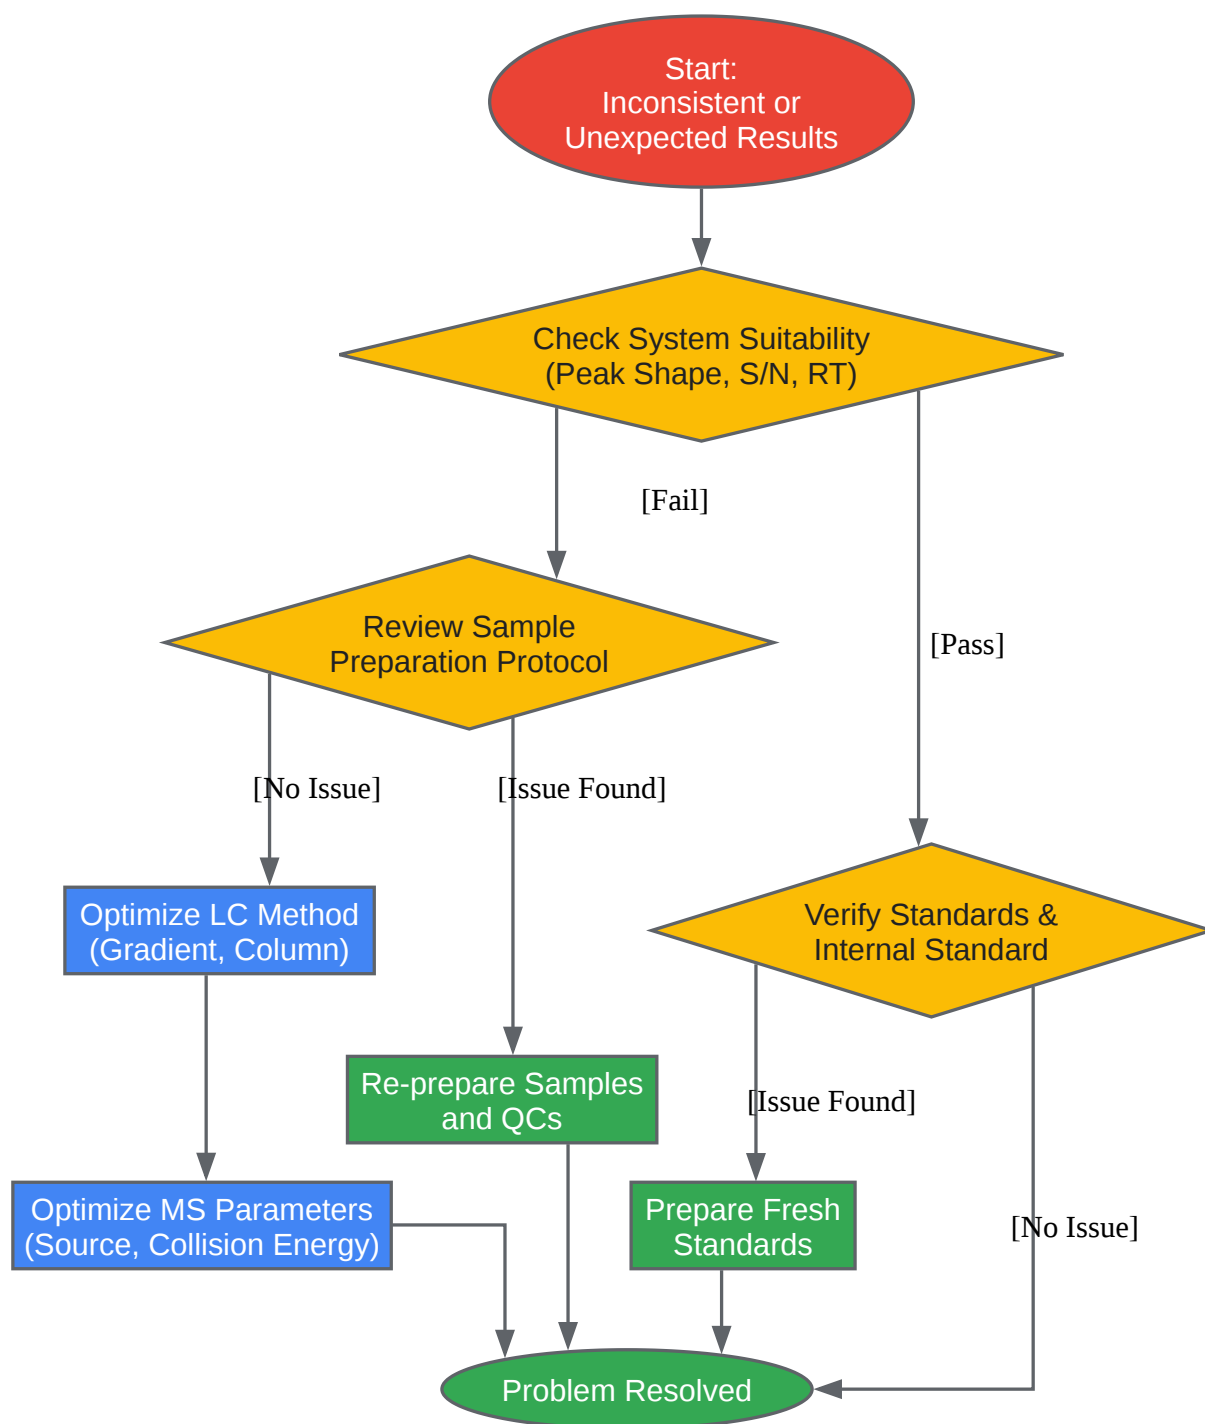 Start:
Inconsistent or
Unexpected Results
Check System Suitability
(Peak Shape, S/N, RT)
[Fail]
Review Sample
Preparation Protocol
[Pass]
[No Issue]
[Issue Found]
Optimize LC Method
(Gradient, Column)
Verify Standards &
Internal Standard
Re-prepare Samples
and QCs
[Issue Found]
Optimize MS Parameters
(Source, Collision Energy)
Prepare Fresh
Standards
[No Issue]
Problem Resolved